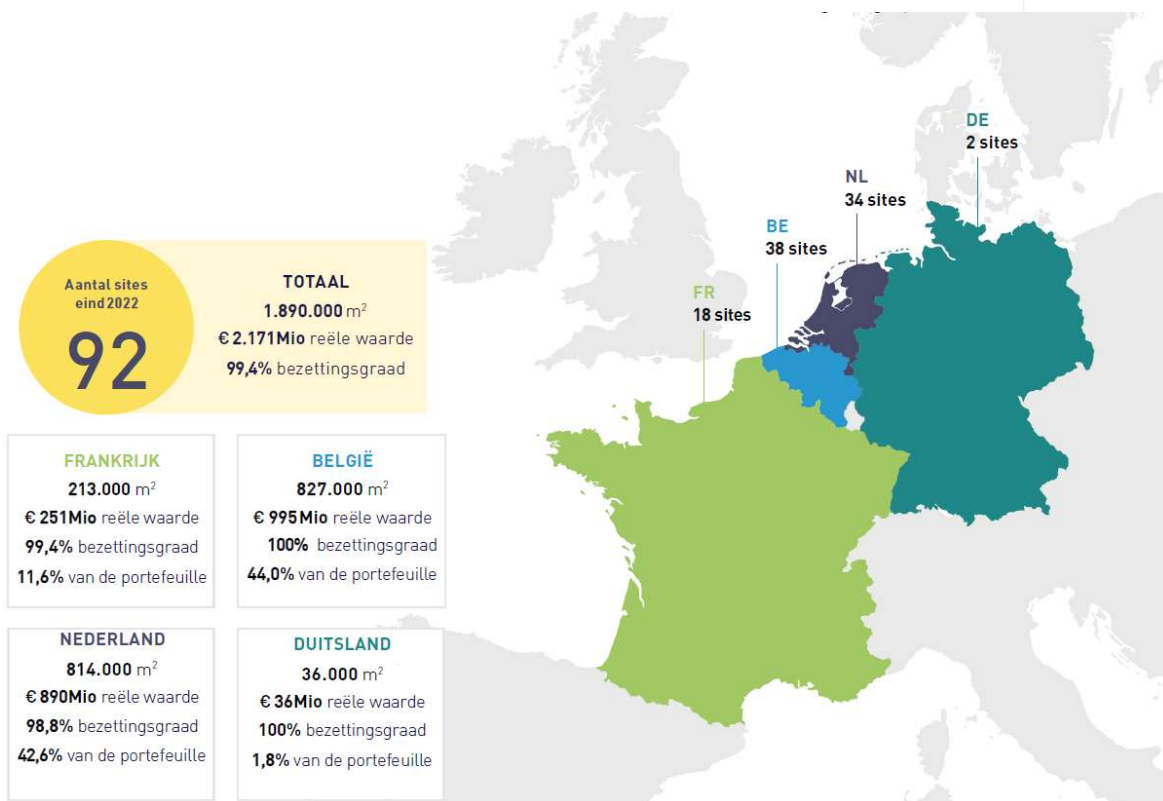 Aantal sites
eind 2022
92
TOTAAL
1.890.000 m²
€ 2.171Mio reële waarde
99,4% bezettingsgraad
FRANKRIJK
213.000 m²
€ 251Mio reële waarde
99,4% bezettingsgraad
11,6% van de portefeuille
BELGIË
827.000 m²
€ 995Mio reële waarde
100% bezettingsgraad
44,0% van de portefeuille
NEDERLAND
814.000 m²
€ 890Mio reële waarde
98,8% bezettingsgraad
42,6% van de portefeuille
DUITSLAND
36.000 m²
€ 36Mio reële waarde
100% bezettingsgraad
1,8% van de portefeuille
FR
18 sites
BE
38 sites
NL
34 sites
DE
2 sites